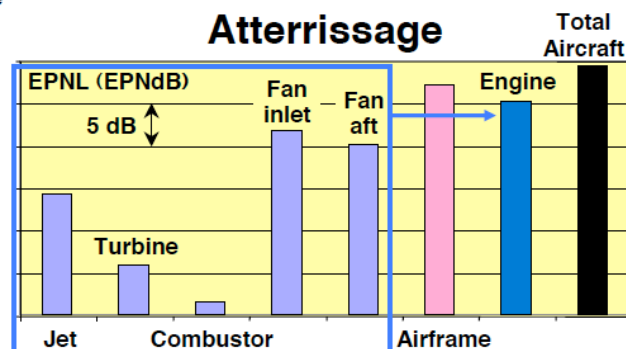 Atterrissage
Total
Aircraft
EPNL (EPNdB)
5 dB
Fan
inlet
Fan
aft
Engine
Turbine
Jet
Combustor
Airframe